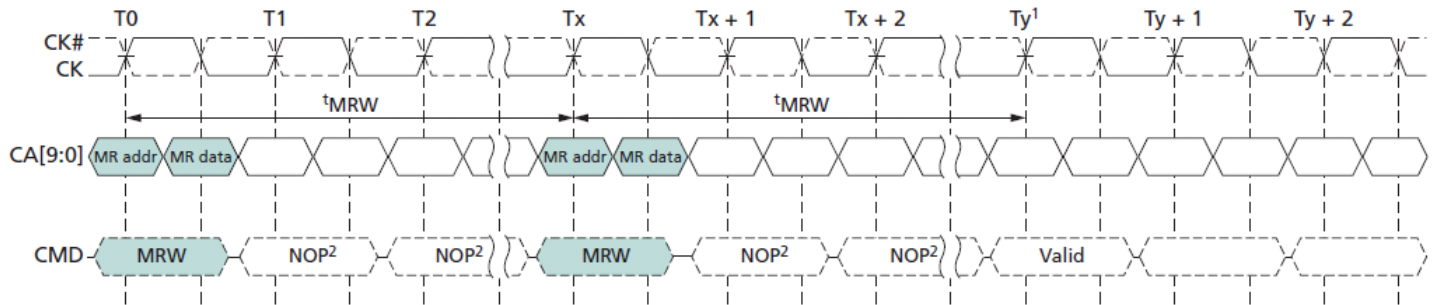 T0 T1 T2 Tx Tx + 1 Tx + 2 Ty¹ Ty + 1 Ty + 2
CK#
CK
ᵗMRW ᵗMRW
CA[9:0] MR addr MR data MR addr MR data
CMD MRW NOP² NOP² MRW NOP² NOP² Valid